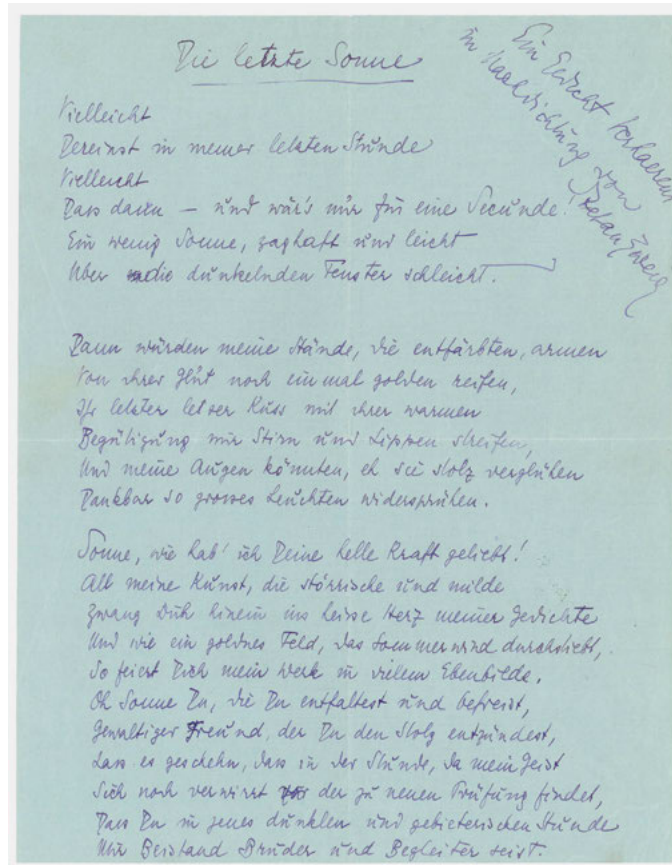 Die letzte Sonne
Ein Gedicht Verhaerens
in Nachdichtung von
Stefan Zweig
Vielleicht
Dereinst in meiner letzten Stunde
Vielleicht
Dass dann – und wär's nur für eine Secunde
Ein wenig Sonne, zaghaft und leicht
Über die dunkelnden Fenster schleicht.
Dann würden meine Hände, die entfärbten, armen
Von ihrer Glut noch einmal golden reifen,
Ihr letzter leiser Kuss mit ihrer warmen
Begütigung mir Stirn und Lippen streifen,
Und meine Augen könnten, eh sie stolz verglühen
Dankbar so grosses Leuchten widersprühen.
Sonne, wie hab' ich Deine helle Kraft geliebt!
All meine Kunst, die störrische und milde
Zwang Dich hinein ins heisse Herz meiner Gedichte
Und wie ein goldnes Feld, das Sommerwind durchstiebt,
So feiert Dich mein Werk in vielem Ebenbilde.
Oh Sonne Du, die Du entfaltest und befreist,
Gewaltiger Freund, der Du den Stolz entzündest,
Lass es geschehn, dass in der Stunde, da mein Geist
Sich noch verwirrt der zu neuen Prüfung findet,
Dass Du in jenes dunklen und gebieterischen Stunde
Mir Beistand Bruder und Begleiter seist